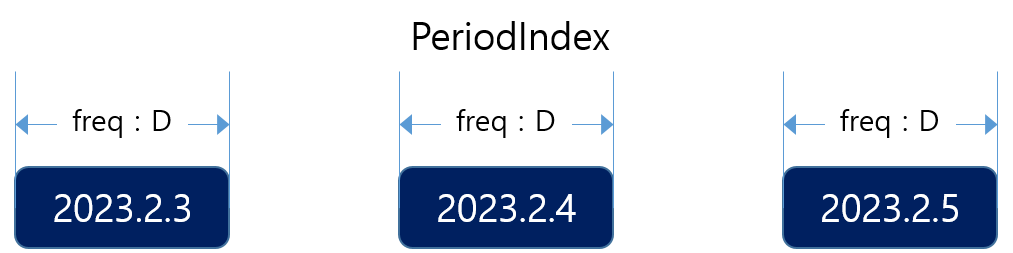 PeriodIndex
freq : D freq : D freq : D
2023.2.3 2023.2.4 2023.2.5